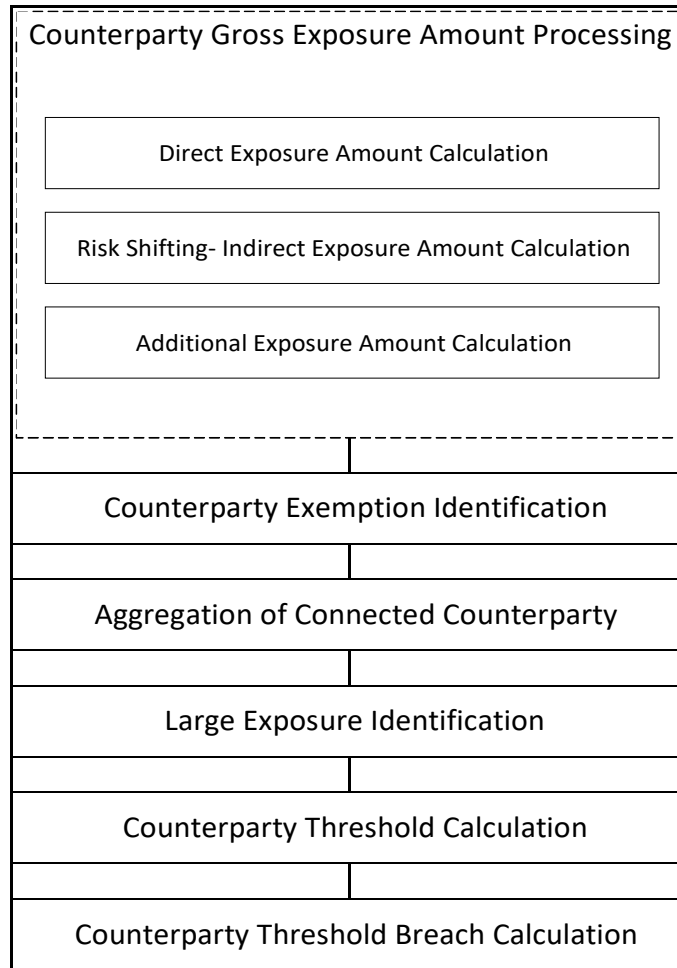 Counterparty Gross Exposure Amount Processing
Direct Exposure Amount Calculation
Risk Shifting- Indirect Exposure Amount Calculation
Additional Exposure Amount Calculation
Counterparty Exemption Identification
Aggregation of Connected Counterparty
Large Exposure Identification
Counterparty Threshold Calculation
Counterparty Threshold Breach Calculation